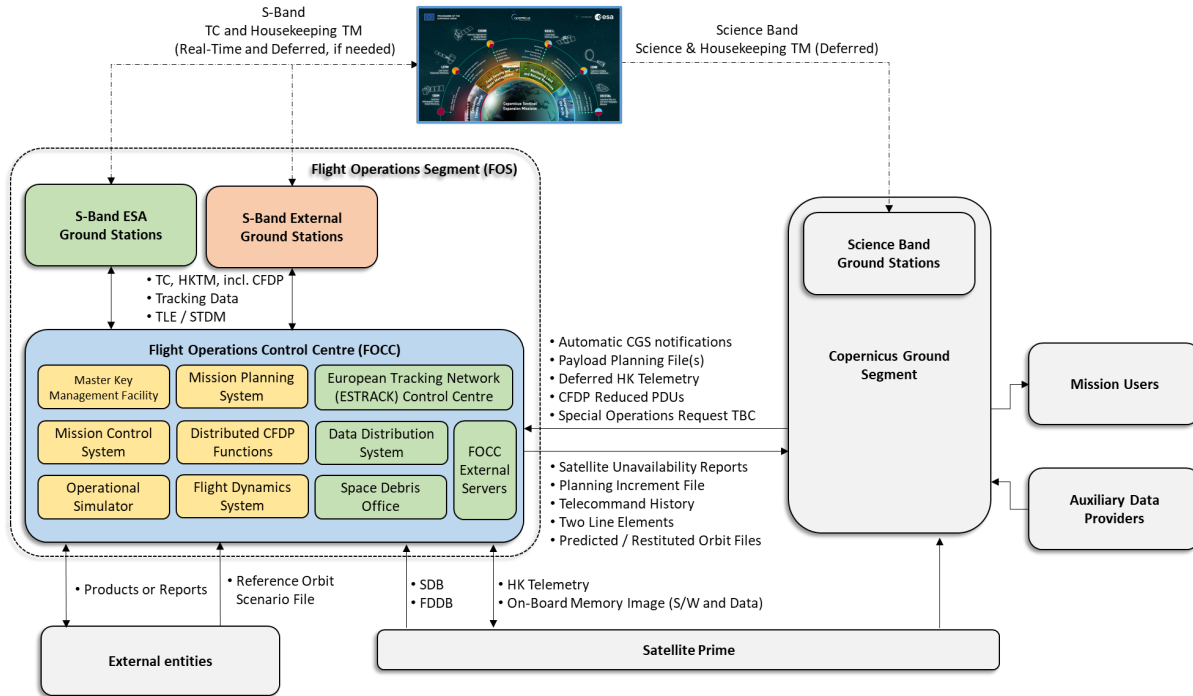 S-Band
TC and Housekeeping TM
(Real-Time and Deferred, if needed)
esa
Copernicus Sentinel
Expansion Missions
Science Band
Science & Housekeeping TM (Deferred)
Flight Operations Segment (FOS)
S-Band ESA
Ground Stations
S-Band External
Ground Stations
• TC, HKTM, incl. CFDP
• Tracking Data
• TLE / STDM
Flight Operations Control Centre (FOCC)
Master Key
Management Facility
Mission Planning
System
European Tracking Network
(ESTRACK) Control Centre
Mission Control
System
Distributed CFDP
Functions
Data Distribution
System
FOCC
External
Servers
Operational
Simulator
Flight Dynamics
System
Space Debris
Office
• Automatic CGS notifications
• Payload Planning File(s)
• Deferred HK Telemetry
• CFDP Reduced PDUs
• Special Operations Request TBC
• Satellite Unavailability Reports
• Planning Increment File
• Telecommand History
• Two Line Elements
• Predicted / Restituted Orbit Files
Science Band
Ground Stations
Copernicus Ground
Segment
Mission Users
Auxiliary Data
Providers
• Products or Reports
• Reference Orbit
Scenario File
• SDB
• FDDB
• HK Telemetry
• On-Board Memory Image (S/W and Data)
External entities
Satellite Prime